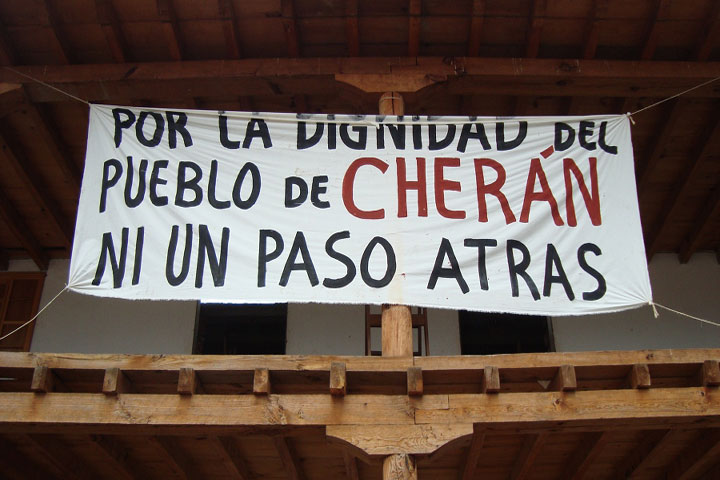 POR LA DIGNIDAD DEL
PUEBLO DE CHERÁN
NI UN PASO ATRAS